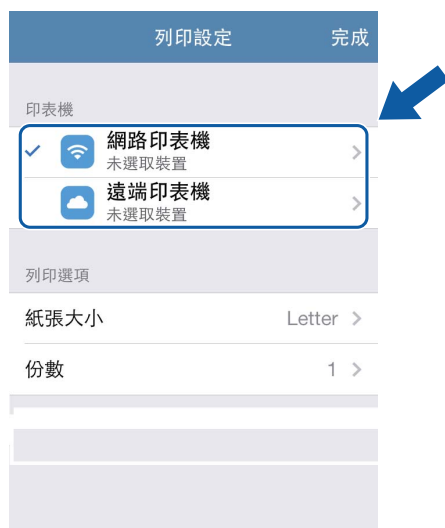 列印設定
完成
印表機
網路印表機
未選取裝置
遠端印表機
未選取裝置
列印選項
紙張大小 Letter
份數 1